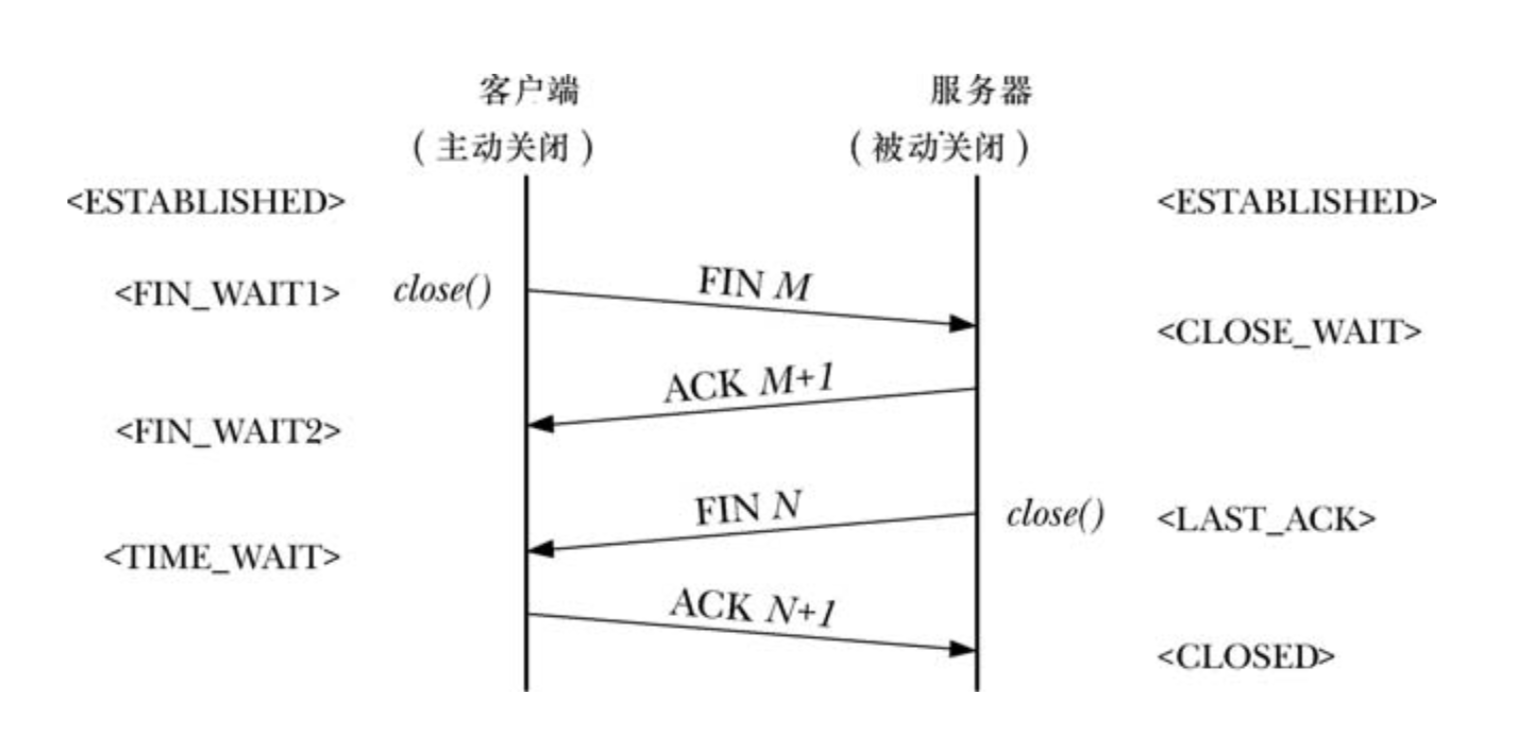 客户端
服务器
(主动关闭)
(被动关闭)
<ESTABLISHED>
<ESTABLISHED>
<FIN_WAIT1>
close()
FIN M
<CLOSE_WAIT>
ACK M+1
<FIN_WAIT2>
FIN N
close()
<LAST_ACK>
<TIME_WAIT>
ACK N+1
<CLOSED>